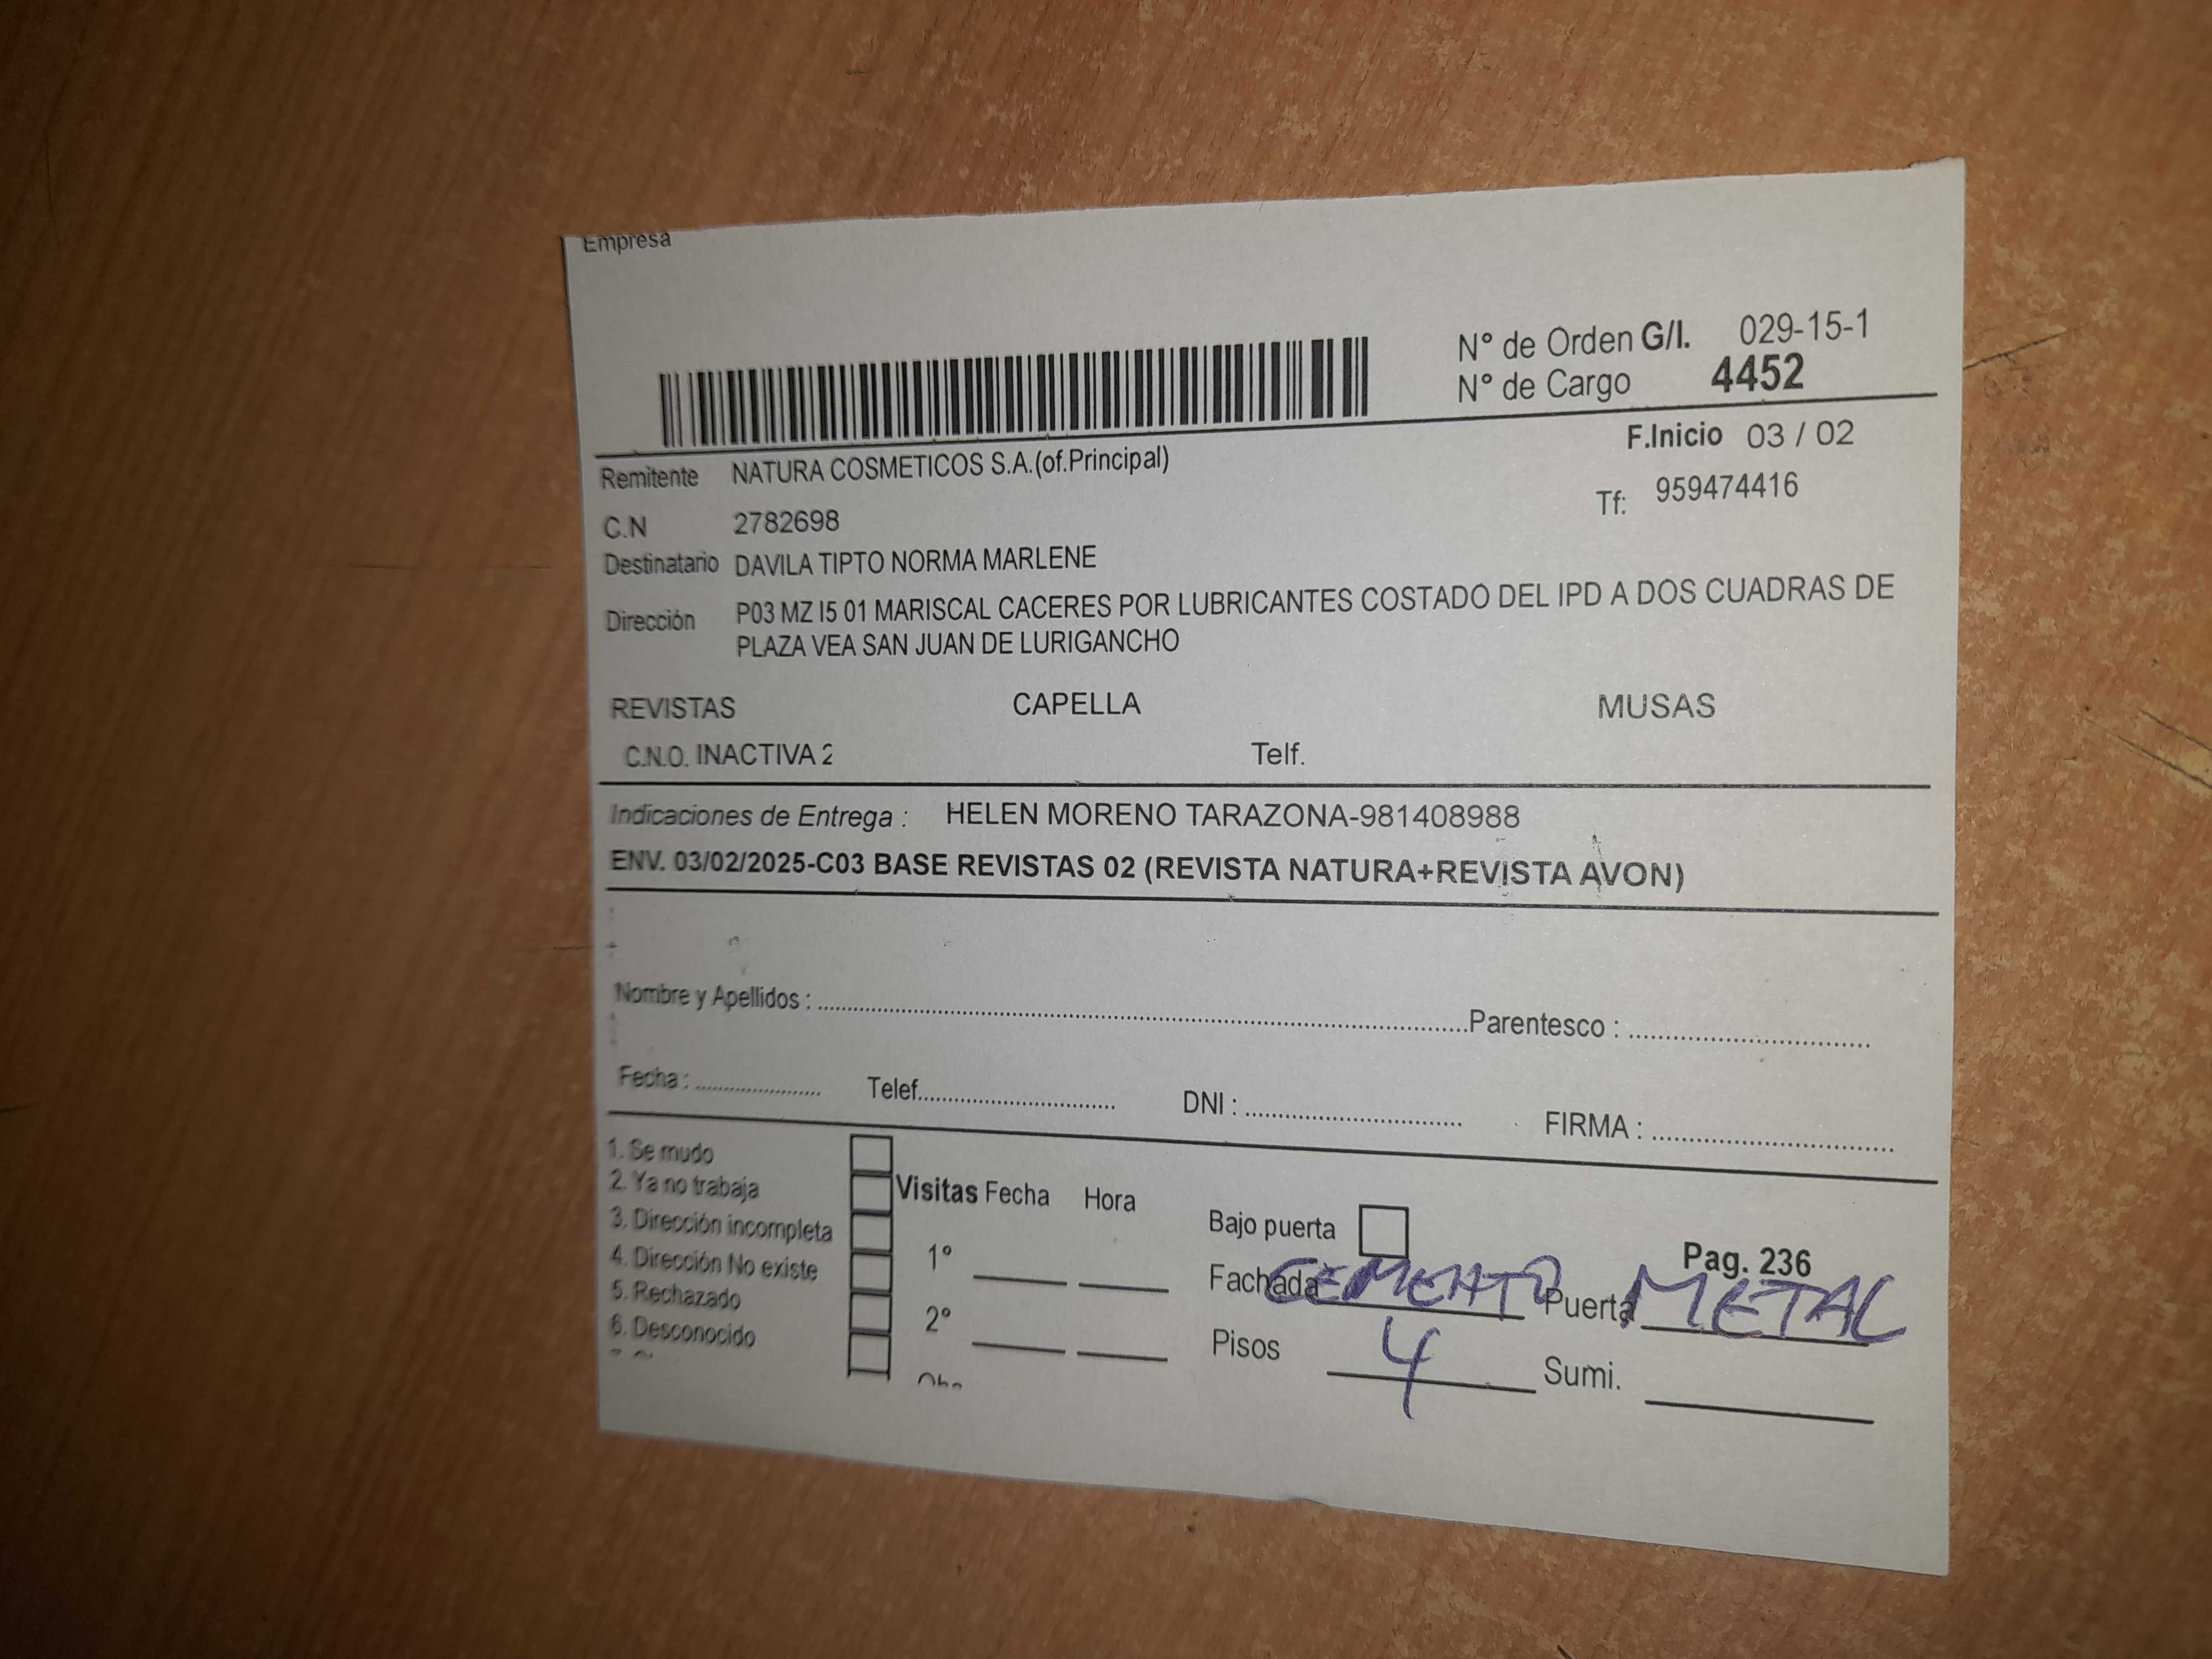 Empresa
N° de Orden G/I. 029-15-1
N° de Cargo 4452
F.Inicio 03 / 02
Remitente NATURA COSMETICOS S.A.(of.Principal)
Tf: 959474416
C.N 2782698
Destinatario DAVILA TIPTO NORMA MARLENE
Dirección P03 MZ I5 01 MARISCAL CACERES POR LUBRICANTES COSTADO DEL IPD A DOS CUADRAS DE
PLAZA VEA SAN JUAN DE LURIGANCHO
REVISTAS CAPELLA MUSAS
C.N.O. INACTIVA 2 Telf.
Indicaciones de Entrega : HELEN MORENO TARAZONA-981408988
ENV. 03/02/2025-C03 BASE REVISTAS 02 (REVISTA NATURA+REVISTA AVON)
Nombre y Apellidos : Parentesco :
Fecha : Telef. DNI : FIRMA :
1. Se mudo
2. Ya no trabaja Visitas Fecha Hora
3. Dirección incompleta Bajo puerta
4. Dirección No existe 1° Fachada CEMENTO Puerta METAL
Pag. 236
5. Rechazado
6. Desconocido 2° Pisos 4 Sumi.